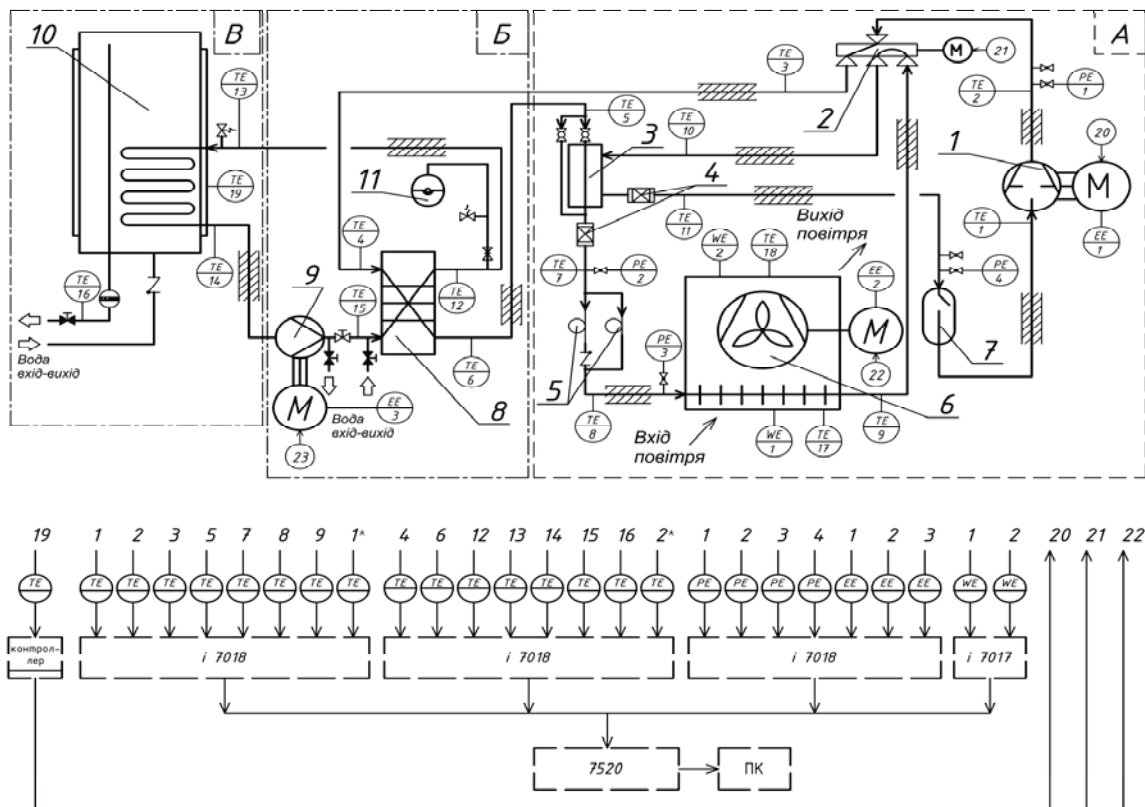 10
В
Б
А
TE
13
TE
19
TE
14
TE
16
Вода
вхід-вихід
11
TE
4
TE
12
9
TE
15
TE
6
8
M
EE
3
Вода
вхід-вихід
23
TE
3
TE
5
3
TE
10
4
TE
11
2
M
21
TE
2
PE
1
1
20
M
TE
1
EE
1
Вихід
повітря
WE
2
TE
18
EE
2
M
22
6
TE
7
PE
2
PE
3
5
TE
8
Вхід
повітря
WE
1
TE
17
TE
9
PE
4
7
19 1 2 3 5 7 8 9 1* 4 6 12 13 14 15 16 2* 1 2 3 4 1 2 3 1 2 20 21 22
TE TE TE TE TE TE TE TE TE TE TE TE TE TE TE TE TE PE PE PE PE EE EE EE WE WE
контрол-
лер
i 7018 i 7018 i 7018 i 7017
7520 ПК